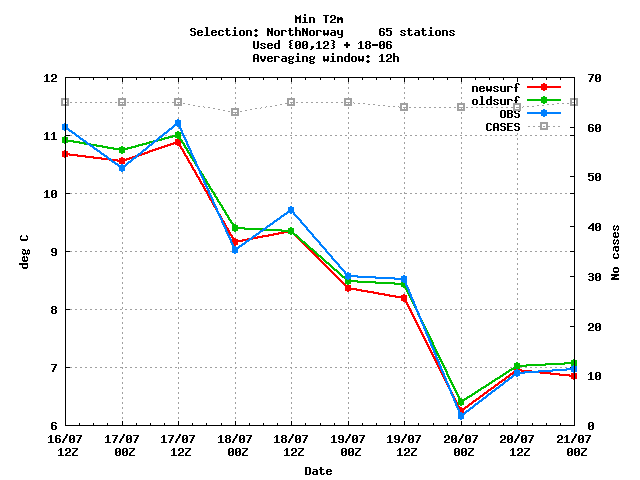 Min T2m
Selection: NorthNorway 65 stations
Used {00,12} + 18-06
Averaging window: 12h
12 70
newsurf
oldsurf
OBS
CASES
11 60
50
10
40
9
30
8
20
7
10
6 0
deg C
No cases
16/07 17/07 17/07 18/07 18/07 19/07 19/07 20/07 20/07 21/07
12Z 00Z 12Z 00Z 12Z 00Z 12Z 00Z 12Z 00Z
Date